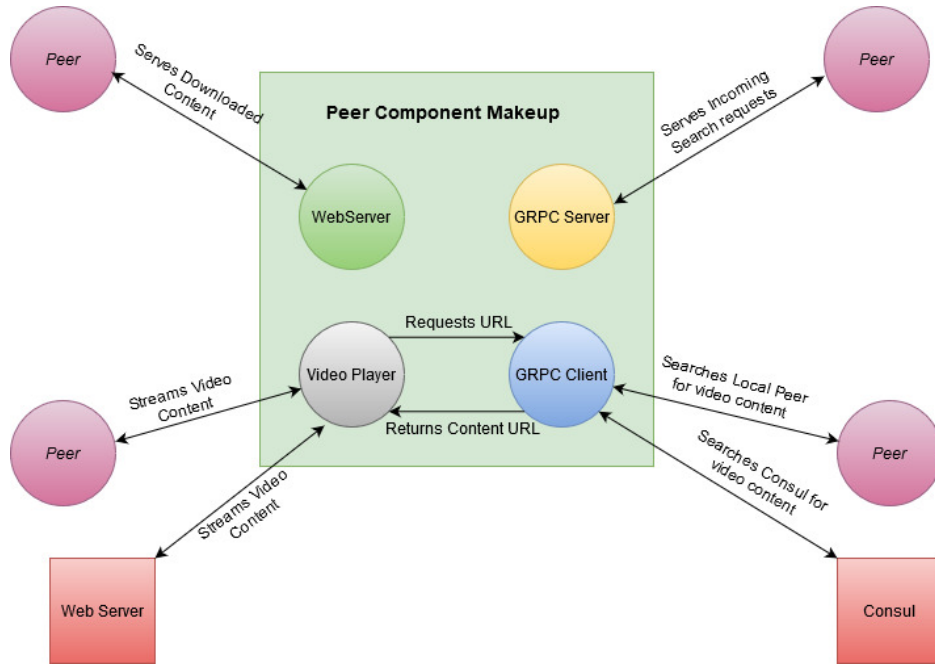 Peer
Serves Downloaded
Content
Peer Component Makeup
Serves Incoming
Search requests
Peer
WebServer
GRPC Server
Requests URL
Video Player
GRPC Client
Returns Content URL
Streams Video
Content
Peer
Searches Local Peer
for video content
Peer
Streams Video
Content
Searches Consul for
video content
Web Server
Consul